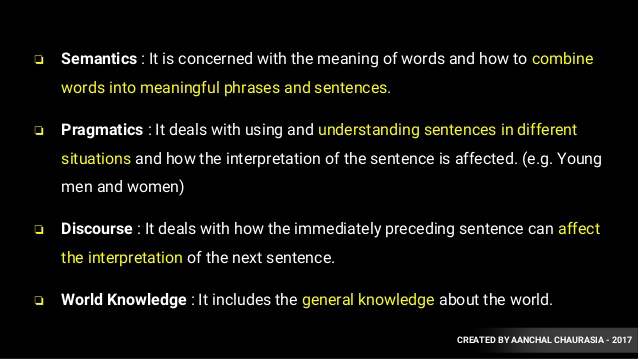 ❏ Semantics : It is concerned with the meaning of words and how to combine
words into meaningful phrases and sentences.
❏ Pragmatics : It deals with using and understanding sentences in different
situations and how the interpretation of the sentence is affected. (e.g. Young
men and women)
❏ Discourse : It deals with how the immediately preceding sentence can affect
the interpretation of the next sentence.
❏ World Knowledge : It includes the general knowledge about the world.
CREATED BY AANCHAL CHAURASIA - 2017